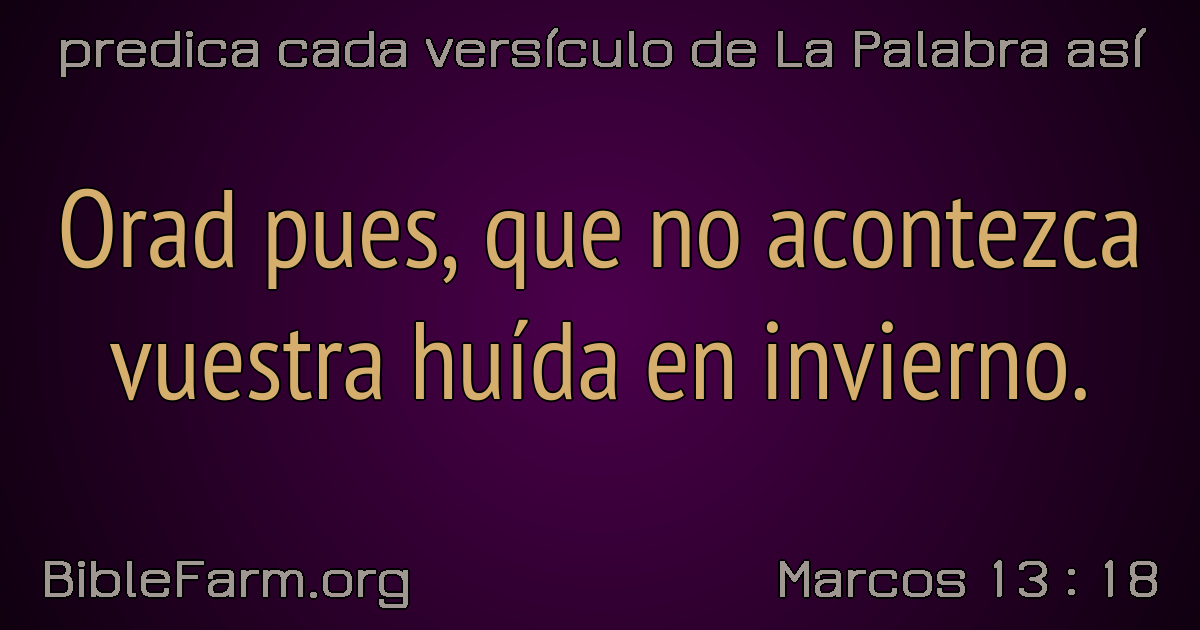 predica cada versículo de La Palabra así
Orad pues, que no acontezca
vuestra huída en invierno.
BibleFarm.org
Marcos 13 : 18